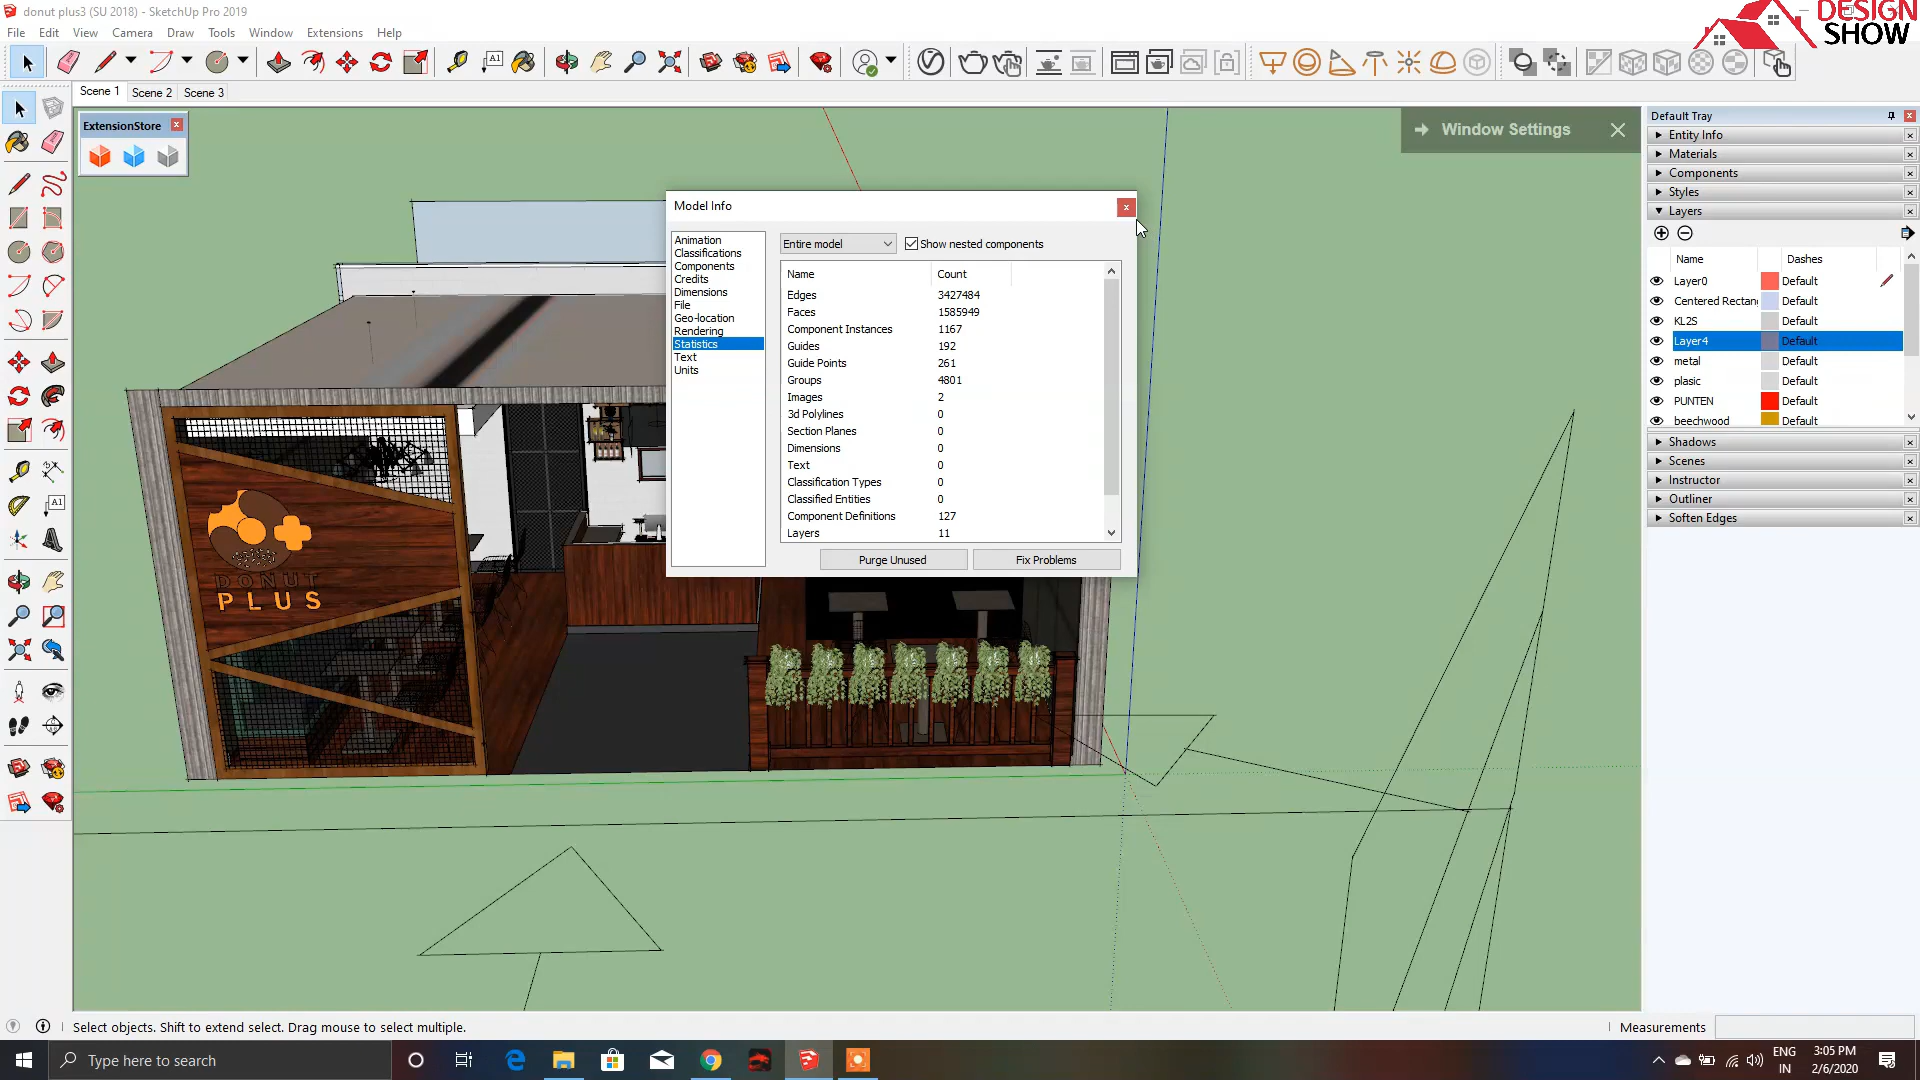 donut plus3 (SU 2018) - SketchUp Pro 2019
DESIGN
SHOW
File Edit View Camera Draw Tools Window Extensions Help
A1
Scene 1 Scene 2 Scene 3
ExtensionStore
Window Settings
Default Tray
Entity Info
Materials
Components
Styles
Layers
Name Dashes
Layer0 Default
Centered Rectang Default
KL2S Default
Layer4 Default
metal Default
plasic Default
PUNTEN Default
beechwood Default
Shadows
Scenes
Instructor
Outliner
Soften Edges
Model Info
Animation
Classifications
Components
Credits
Dimensions
File
Geo-location
Rendering
Statistics
Text
Units
Entire model Show nested components
Name Count
Edges 3427484
Faces 1585949
Component Instances 1167
Guides 192
Guide Points 261
Groups 4801
Images 2
3d Polylines 0
Section Planes 0
Dimensions 0
Text 0
Classification Types 0
Classified Entities 0
Component Definitions 127
Layers 11
Purge Unused Fix Problems
DONUT
PLUS
A1
Select objects. Shift to extend select. Drag mouse to select multiple.
Measurements
Type here to search
ENG
IN
3:05 PM
2/6/2020